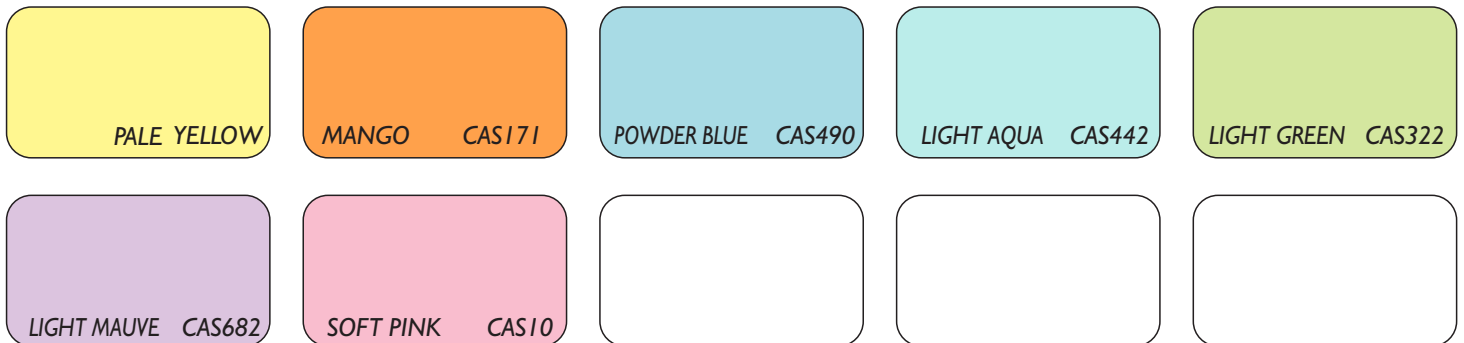 PALE YELLOW
MANGO CAS171
POWDER BLUE CAS490
LIGHT AQUA CAS442
LIGHT GREEN CAS322
LIGHT MAUVE CAS682
SOFT PINK CAS10